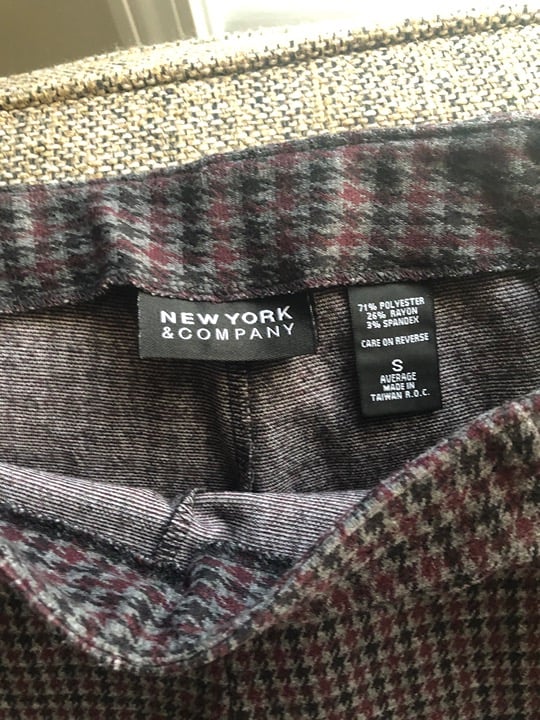 NEW YORK
&COMPANY
71% POLYESTER
26% RAYON
3% SPANDEX
CARE ON REVERSE
S
AVERAGE
MADE IN
TAIWAN R.O.C.